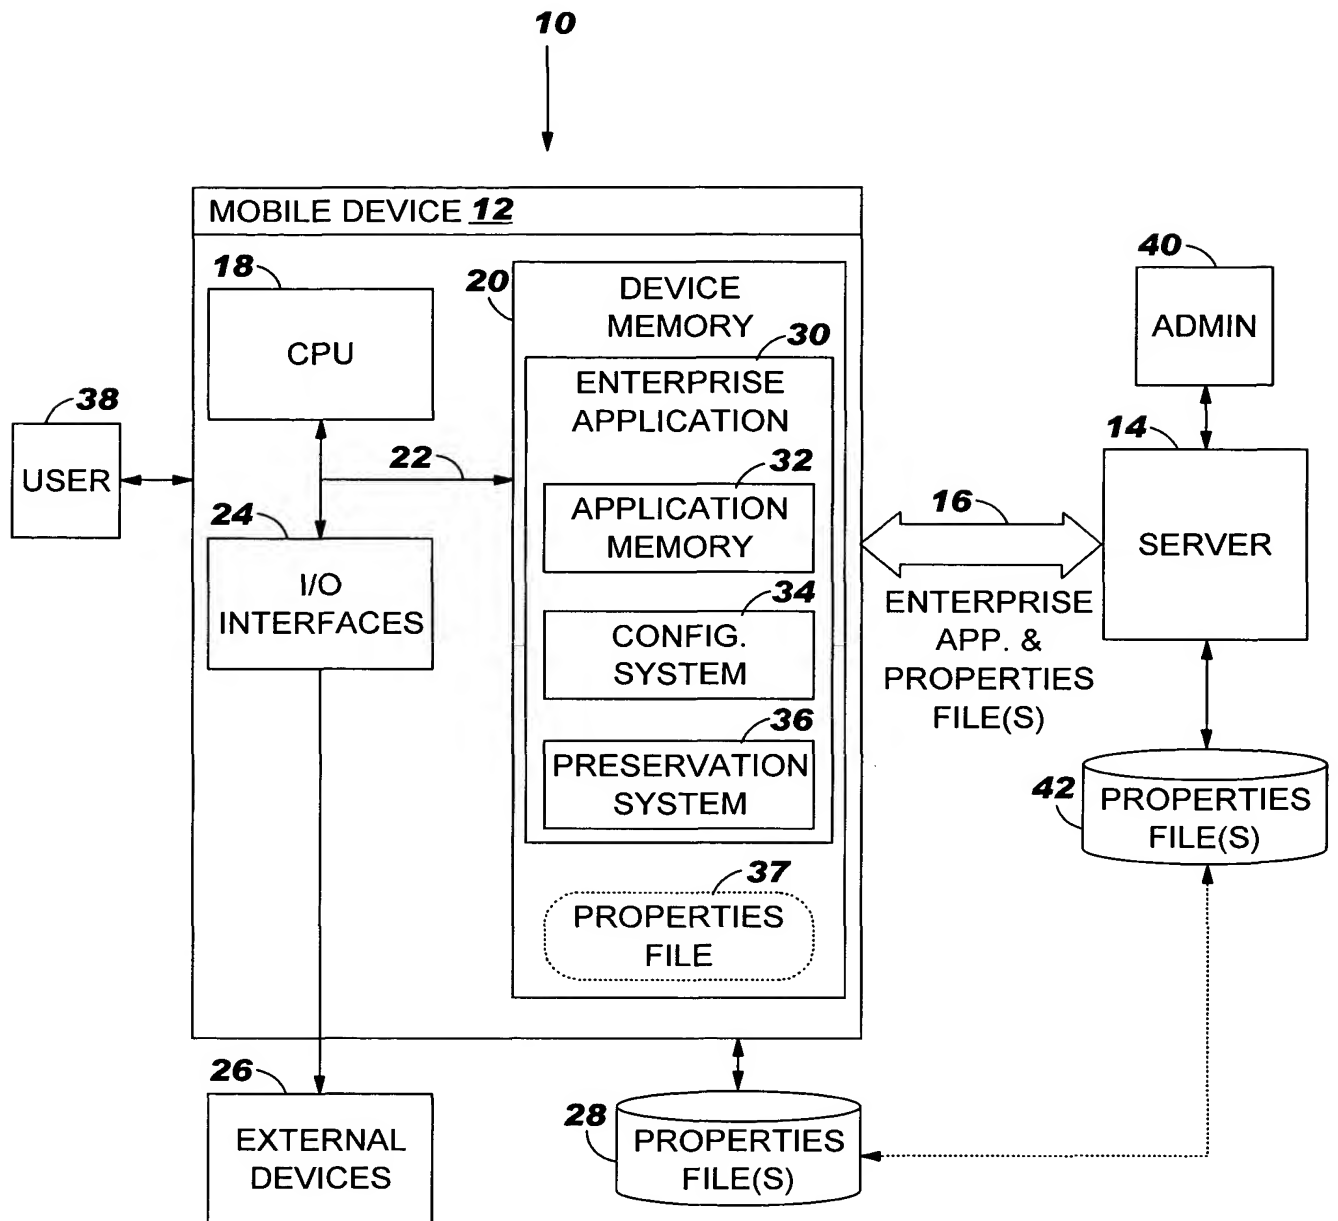 10
MOBILE DEVICE 12
18
CPU
20
DEVICE
MEMORY
30
ENTERPRISE
APPLICATION
40
ADMIN
38
USER
22
32
APPLICATION
MEMORY
14
SERVER
16
ENTERPRISE
APP. &
PROPERTIES
FILE(S)
24
I/O
INTERFACES
34
CONFIG.
SYSTEM
36
PRESERVATION
SYSTEM
42
PROPERTIES
FILE(S)
37
PROPERTIES
FILE
26
EXTERNAL
DEVICES
28
PROPERTIES
FILE(S)